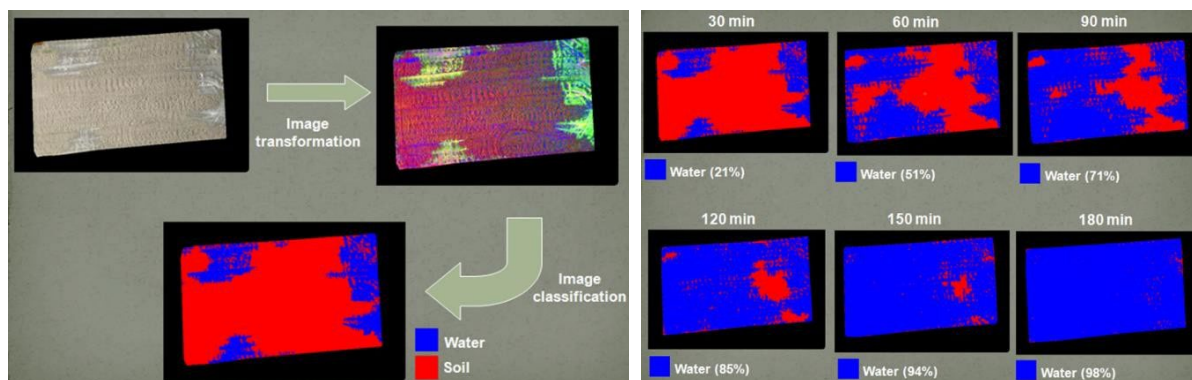 Image
transformation
Image
classification
Water
Soil
30 min
60 min
90 min
Water (21%)
Water (51%)
Water (71%)
120 min
150 min
180 min
Water (85%)
Water (94%)
Water (98%)